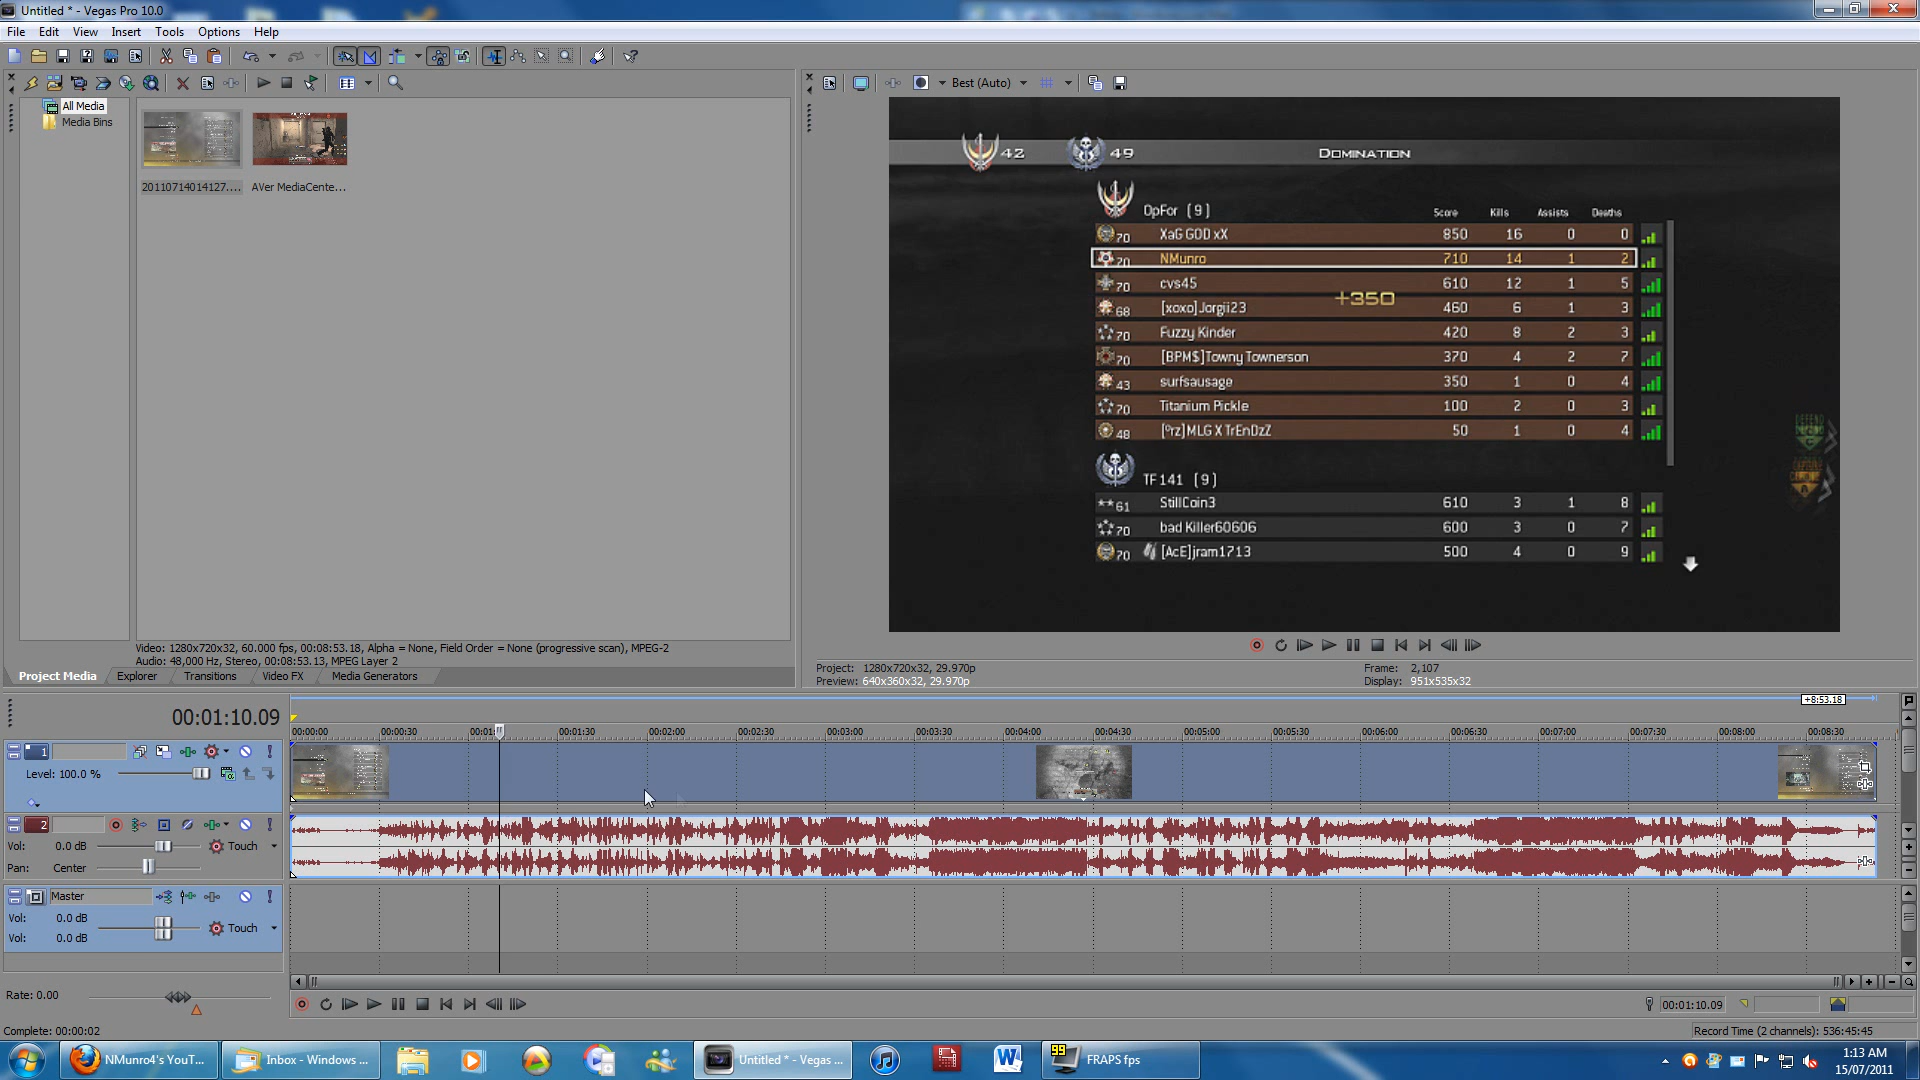 Untitled * - Vegas Pro 10.0
File Edit View Insert Tools Options Help
Best (Auto)
All Media
Media Bins
20110714014127....
AVer MediaCente...
42 49 DOMINATION
OpFor (9) Score Kills Assists Deaths
70 XaG GOD xX 850 16 0 0
70 NMunro 710 14 1 2
70 cvs45 610 12 1 5
+350
68 [xoxo]Jorgii23 460 6 1 3
70 Fuzzy Kinder 420 8 2 3
70 [BPM$]Towny Townerson 370 4 2 7
43 surfsausage 350 1 0 4
70 Titanium Pickle 100 2 0 3
48 [ºrz]MLG X TrEnDzZ 50 1 0 4
TF141 (9)
61 StillCoin3 610 3 1 8
70 bad Killer60606 600 3 0 7
70 [AcE]jram1713 500 4 0 9
Video: 1280x720x32, 60.000 fps, 00:08:53.18, Alpha = None, Field Order = None (progressive scan), MPEG-2
Audio: 48,000 Hz, Stereo, 00:08:53.13, MPEG Layer 2
Project Media Explorer Transitions Video FX Media Generators
Project: 1280x720x32, 29.970p Frame: 2,107
Preview: 640x360x32, 29.970p Display: 951x535x32
+8:53.18
00:01:10.09
00:00:00 00:00:30 00:01: 00:01:30 00:02:00 00:02:30 00:03:00 00:03:30 00:04:00 00:04:30 00:05:00 00:05:30 00:06:00 00:06:30 00:07:00 00:07:30 00:08:00 00:08:30
1
Level: 100.0 %
2
Vol: 0.0 dB Touch
Pan: Center
Master
Vol: 0.0 dB Touch
Vol: 0.0 dB
Rate: 0.00
00:01:10.09
Complete: 00:00:02
Record Time (2 channels): 536:45:45
NMunro4's YouT...
Inbox - Windows ...
Untitled * - Vegas ...
99 FRAPS fps
1:13 AM
15/07/2011